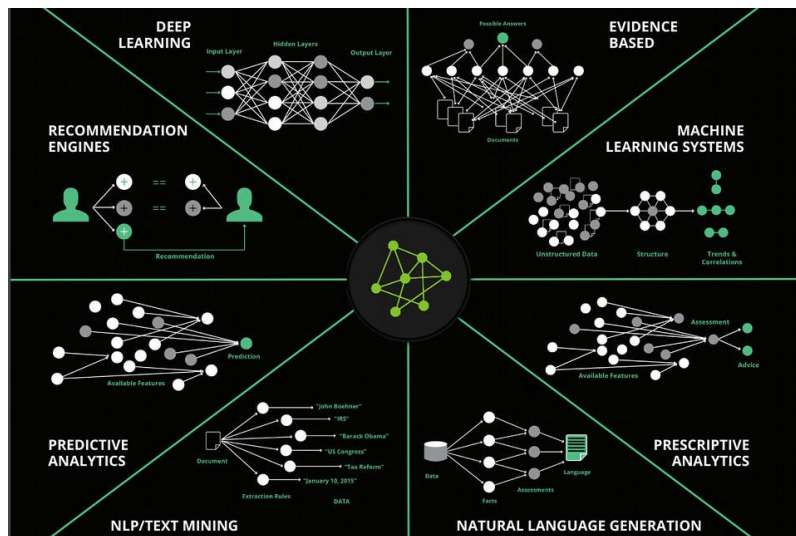 DEEP
LEARNING
Input Layer
Hidden Layers
Output Layer
Possible Answers
Documents
EVIDENCE
BASED
RECOMMENDATION
ENGINES
Recommendation
MACHINE
LEARNING SYSTEMS
Unstructured Data
Structure
Trends &
Correlations
Prediction
Available Features
PREDICTIVE
ANALYTICS
Assessment
Advice
Available Features
PRESCRIPTIVE
ANALYTICS
Document
"John Boehner"
"IRS"
"Barack Obama"
"US Congress"
"Tax Reform"
"January 10, 2015"
Extraction Rules
DATA
NLP/TEXT MINING
Data
Facts
Assessments
Language
NATURAL LANGUAGE GENERATION